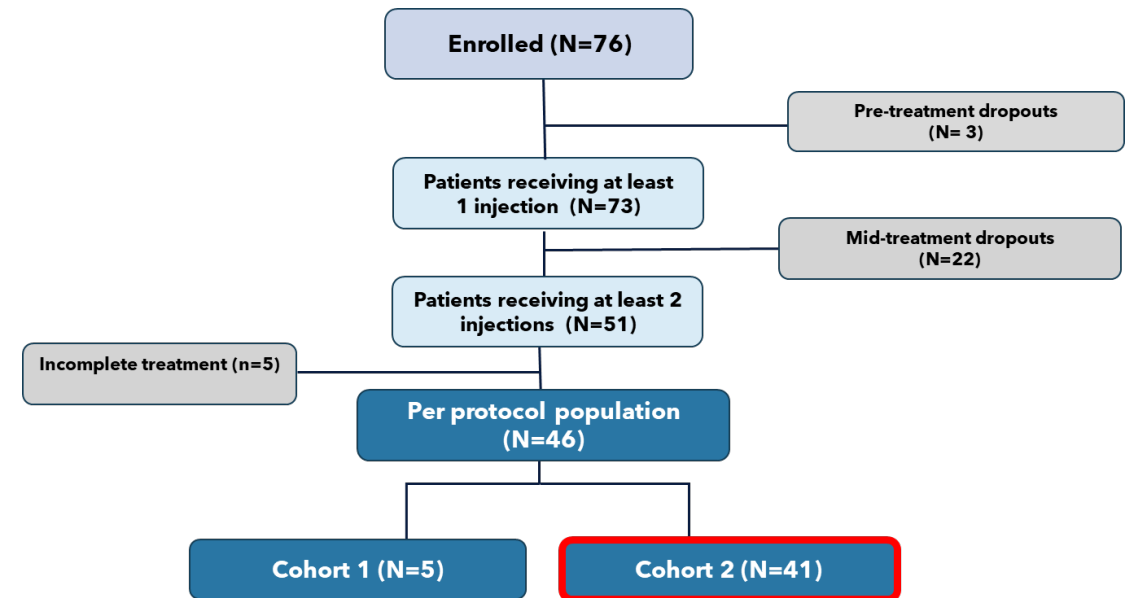 Enrolled (N=76)
Pre-treatment dropouts
(N= 3)
Patients receiving at least
1 injection (N=73)
Mid-treatment dropouts
(N=22)
Patients receiving at least 2
injections (N=51)
Incomplete treatment (n=5)
Per protocol population
(N=46)
Cohort 1 (N=5)
Cohort 2 (N=41)